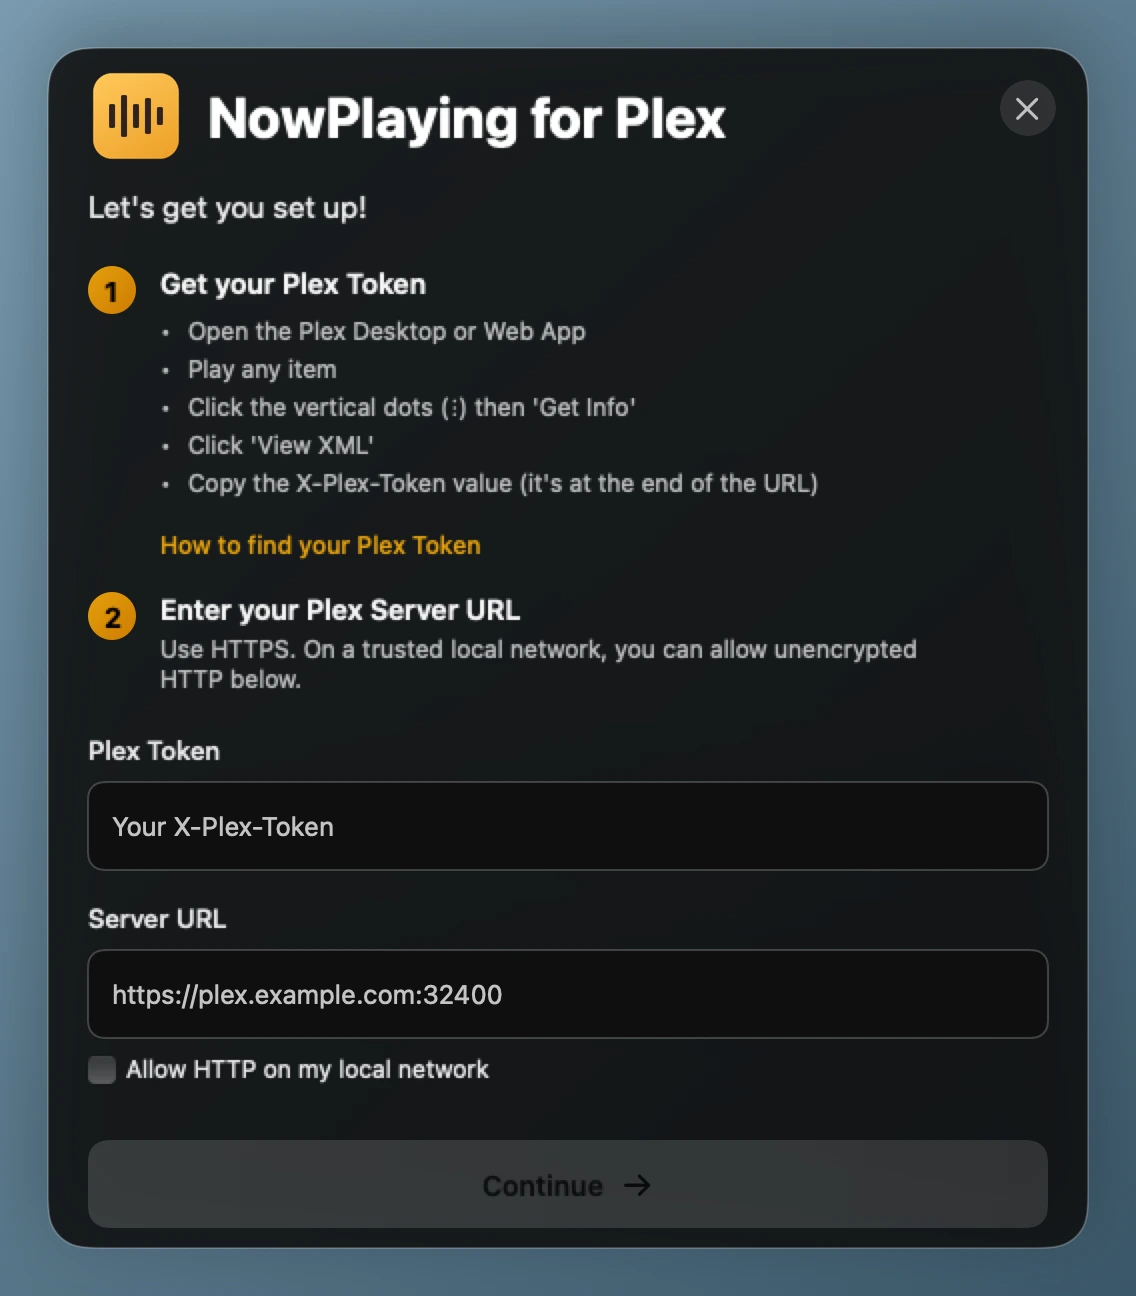 NowPlaying for Plex
Let's get you set up!
1 Get your Plex Token
• Open the Plex Desktop or Web App
• Play any item
• Click the vertical dots (⋮) then 'Get Info'
• Click 'View XML'
• Copy the X-Plex-Token value (it's at the end of the URL)
How to find your Plex Token
2 Enter your Plex Server URL
Use HTTPS. On a trusted local network, you can allow unencrypted
HTTP below.
Plex Token
Your X-Plex-Token
Server URL
https://plex.example.com:32400
Allow HTTP on my local network
Continue →